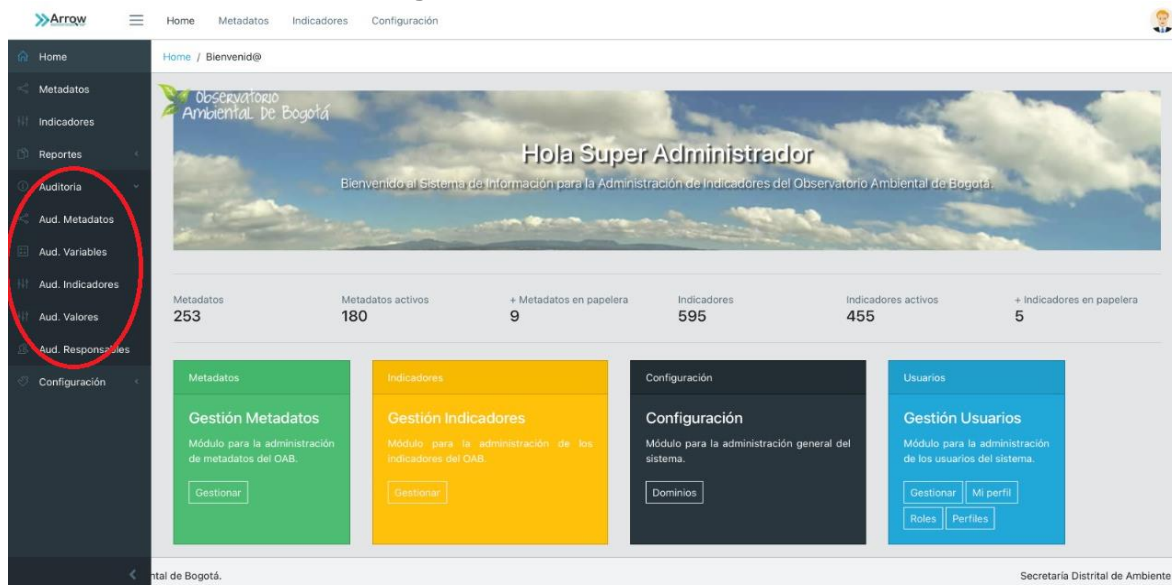 Arrow
Home Metadatos Indicadores Configuración
Home
Metadatos
Indicadores
Reportes
Auditoria
Aud. Metadatos
Aud. Variables
Aud. Indicadores
Aud. Valores
Aud. Responsables
Configuración
Home / Bienvenid@
Observatorio
Ambiental De Bogotá
Hola Super Administrador
Bienvenido al Sistema de Información para la Administración de Indicadores del Observatorio Ambiental de Bogotá.
Metadatos
253
Metadatos activos
180
+ Metadatos en papelera
9
Indicadores
595
Indicadores activos
455
+ Indicadores en papelera
5
Metadatos
Gestión Metadatos
Módulo para la administración
de metadatos del OAB.
Gestionar
Indicadores
Gestión Indicadores
Módulo para la administración de los
indicadores del OAB.
Gestionar
Configuración
Configuración
Módulo para la administración general del
sistema.
Dominios
Usuarios
Gestión Usuarios
Módulo para la administración
de los usuarios del sistema.
Gestionar Mi perfil
Roles Perfiles
ntal de Bogotá.
Secretaría Distrital de Ambiente